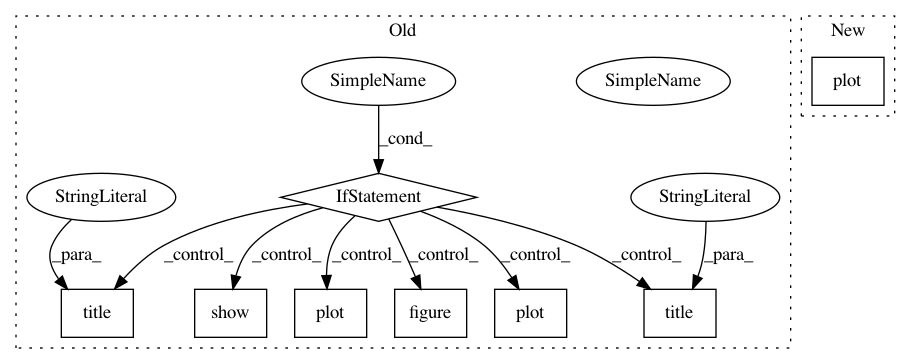 Old
New
SimpleName
SimpleName
plot
_cond_
StringLiteral
IfStatement
StringLiteral
_para_
_control_
_control_
_control_
_control_
_control_
_control_
_para_
title
show
plot
figure
plot
title